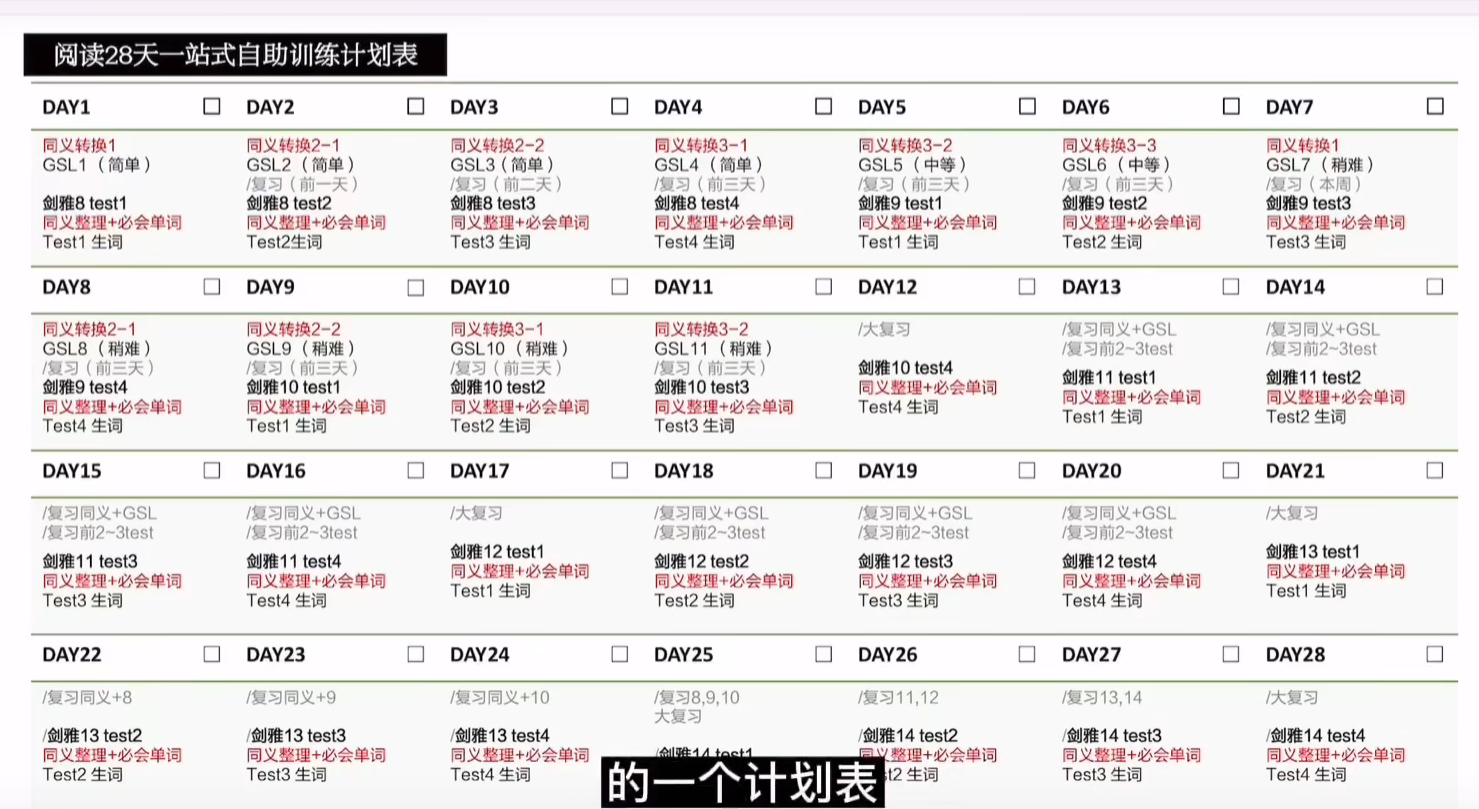 阅读28天一站式自助训练计划表
DAY1
DAY2
DAY3
DAY4
DAY5
DAY6
DAY7
同义转换1
GSL1（简单）
剑雅8 test1
同义整理+必会单词
Test1 生词
同义转换2-1
GSL2（简单）
/复习（前一天）
剑雅8 test2
同义整理+必会单词
Test2生词
同义转换2-2
GSL3（简单）
/复习（前二天）
剑雅8 test3
同义整理+必会单词
Test3 生词
同义转换3-1
GSL4（简单）
/复习（前三天）
剑雅8 test4
同义整理+必会单词
Test4 生词
同义转换3-2
GSL5（中等）
/复习（前三天）
剑雅9 test1
同义整理+必会单词
Test1 生词
同义转换3-3
GSL6（中等）
/复习（前三天）
剑雅9 test2
同义整理+必会单词
Test2 生词
同义转换1
GSL7（稍难）
/复习（本周）
剑雅9 test3
同义整理+必会单词
Test3 生词
DAY8
DAY9
DAY10
DAY11
DAY12
DAY13
DAY14
同义转换2-1
GSL8（稍难）
/复习（前三天）
剑雅9 test4
同义整理+必会单词
Test4 生词
同义转换2-2
GSL9（稍难）
/复习（前三天）
剑雅10 test1
同义整理+必会单词
Test1 生词
同义转换3-1
GSL10（稍难）
/复习（前三天）
剑雅10 test2
同义整理+必会单词
Test2 生词
同义转换3-2
GSL11（稍难）
/复习（前三天）
剑雅10 test3
同义整理+必会单词
Test3 生词
/大复习
剑雅10 test4
同义整理+必会单词
Test4 生词
/复习同义+GSL
/复习前2~3test
剑雅11 test1
同义整理+必会单词
Test1 生词
/复习同义+GSL
/复习前2~3test
剑雅11 test2
同义整理+必会单词
Test2 生词
DAY15
DAY16
DAY17
DAY18
DAY19
DAY20
DAY21
/复习同义+GSL
/复习前2~3test
剑雅11 test3
同义整理+必会单词
Test3 生词
/复习同义+GSL
/复习前2~3test
剑雅11 test4
同义整理+必会单词
Test4 生词
/大复习
剑雅12 test1
同义整理+必会单词
Test1 生词
/复习同义+GSL
/复习前2~3test
剑雅12 test2
同义整理+必会单词
Test2 生词
/复习同义+GSL
/复习前2~3test
剑雅12 test3
同义整理+必会单词
Test3 生词
/复习同义+GSL
/复习前2~3test
剑雅12 test4
同义整理+必会单词
Test4 生词
/大复习
剑雅13 test1
同义整理+必会单词
Test1 生词
DAY22
DAY23
DAY24
DAY25
DAY26
DAY27
DAY28
/复习同义+8
/剑雅13 test2
同义整理+必会单词
Test2 生词
/复习同义+9
/剑雅13 test3
同义整理+必会单词
Test3 生词
/复习同义+10
/剑雅13 test4
同义整理+必会单词
Test4 生词
/复习8,9,10
大复习
/剑雅14 test1
/复习11,12
/剑雅14 test2
同义整理+必会单词
st2 生词
/复习13,14
/剑雅14 test3
同义整理+必会单词
Test3 生词
/大复习
/剑雅14 test4
同义整理+必会单词
Test4 生词
的一个计划表